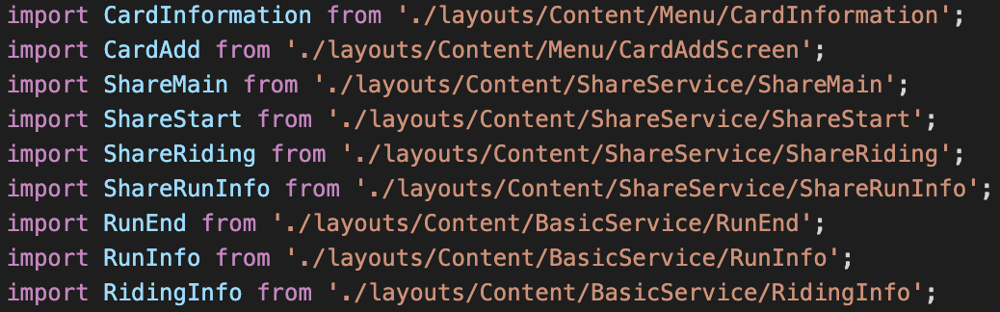 import CardInformation from './layouts/Content/Menu/CardInformation';
import CardAdd from './layouts/Content/Menu/CardAddScreen';
import ShareMain from './layouts/Content/ShareService/ShareMain';
import ShareStart from './layouts/Content/ShareService/ShareStart';
import ShareRiding from './layouts/Content/ShareService/ShareRiding';
import ShareRunInfo from './layouts/Content/ShareService/ShareRunInfo';
import RunEnd from './layouts/Content/BasicService/RunEnd';
import RunInfo from './layouts/Content/BasicService/RunInfo';
import RidingInfo from './layouts/Content/BasicService/RidingInfo';